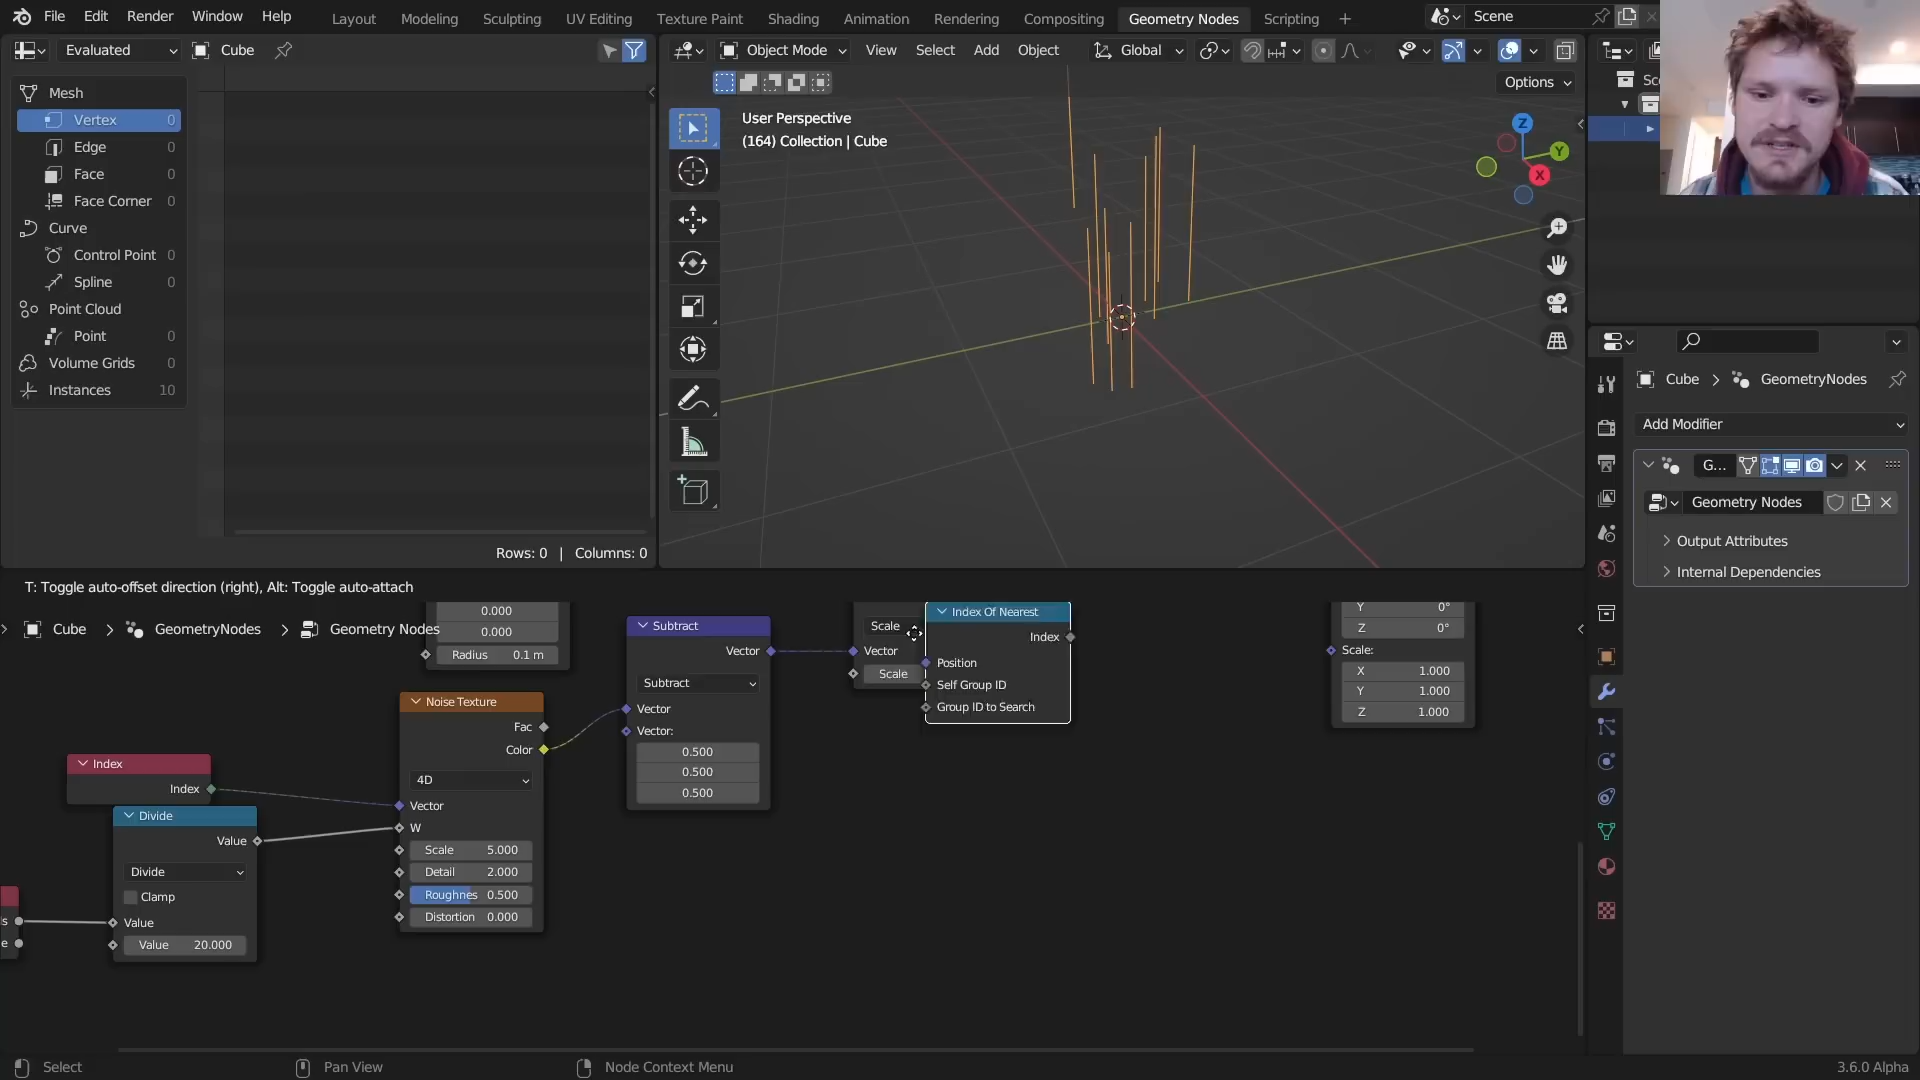 File Edit Render Window Help
Layout Modeling Sculpting UV Editing Texture Paint Shading Animation Rendering Compositing Geometry Nodes Scripting
Scene
Evaluated Cube
Object Mode View Select Add Object Global
Options
Mesh
Vertex 0
Edge 0
Face 0
Face Corner 0
Curve
Control Point 0
Spline 0
Point Cloud
Point 0
Volume Grids 0
Instances 10
Rows: 0 | Columns: 0
User Perspective
(164) Collection | Cube
Z
Y
X
Sc
Cube GeometryNodes
Add Modifier
G...
Geometry Nodes
Output Attributes
Internal Dependencies
T: Toggle auto-offset direction (right), Alt: Toggle auto-attach
Cube GeometryNodes Geometry Nodes
0.000
0.000
Radius 0.1 m
Subtract
Vector
Subtract
Vector
Vector:
0.500
0.500
0.500
Scale
Vector
Scale
Index Of Nearest
Index
Position
Self Group ID
Group ID to Search
Y 0°
Z 0°
Scale:
X 1.000
Y 1.000
Z 1.000
Noise Texture
Fac
Color
4D
Vector
W
Scale 5.000
Detail 2.000
Roughnes 0.500
Distortion 0.000
Index
Index
Divide
Value
Divide
Clamp
Value
Value 20.000
s
e
Select
Pan View
Node Context Menu
3.6.0 Alpha